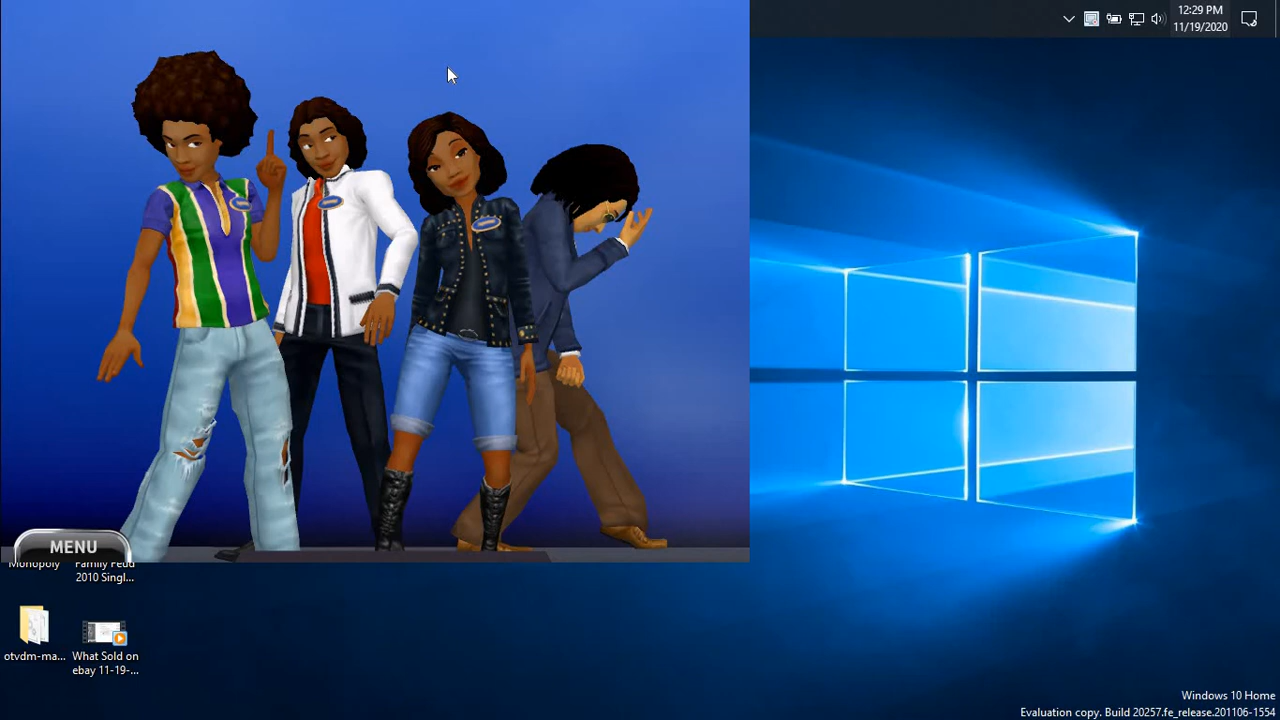 12:29 PM
11/19/2020
MENU
Monopoly
Family Feud
2010 Singl...
otvdm-ma...
What Sold on
ebay 11-19-...
Windows 10 Home
Evaluation copy. Build 20257.fe_release.201106-1554